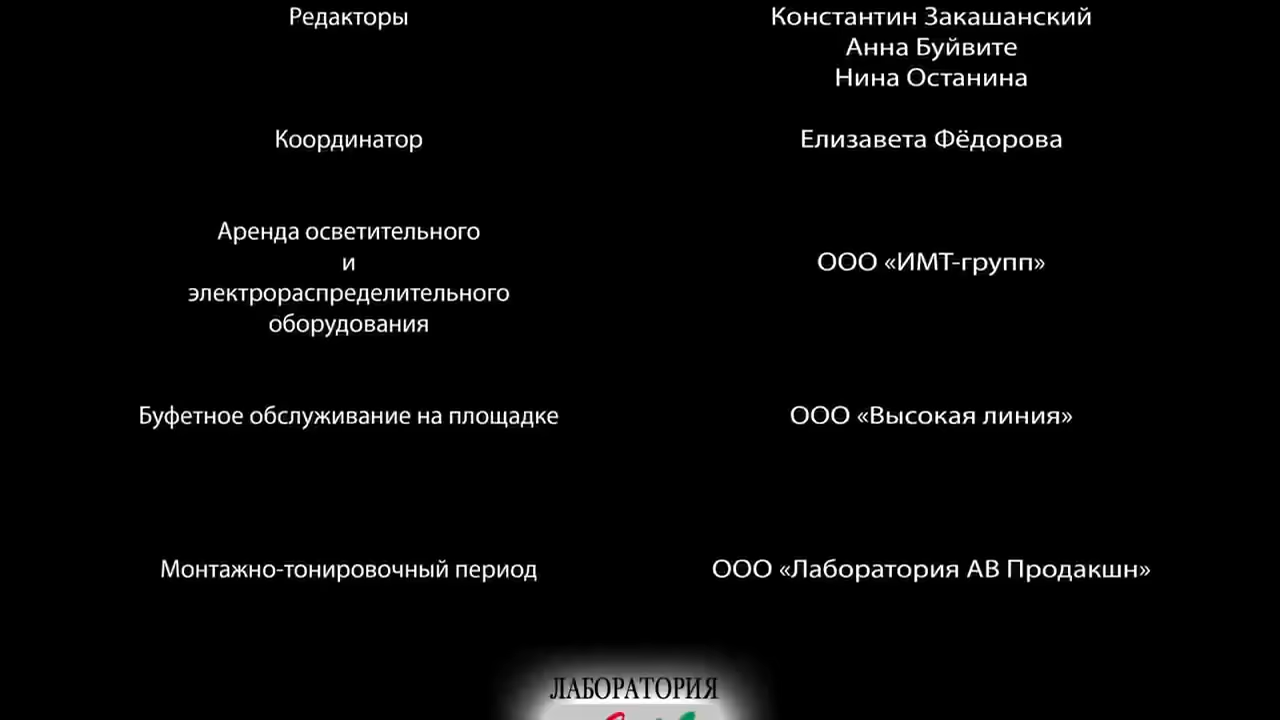 Редакторы
Константин Закашанский
Анна Буйвите
Нина Останина
Координатор
Елизавета Фёдорова
Аренда осветительного
и
электрораспределительного
оборудования
ООО «ИМТ-групп»
Буфетное обслуживание на площадке
ООО «Высокая линия»
Монтажно-тонировочный период
ООО «Лаборатория АВ Продакшн»
ЛАБОРАТОРИЯ